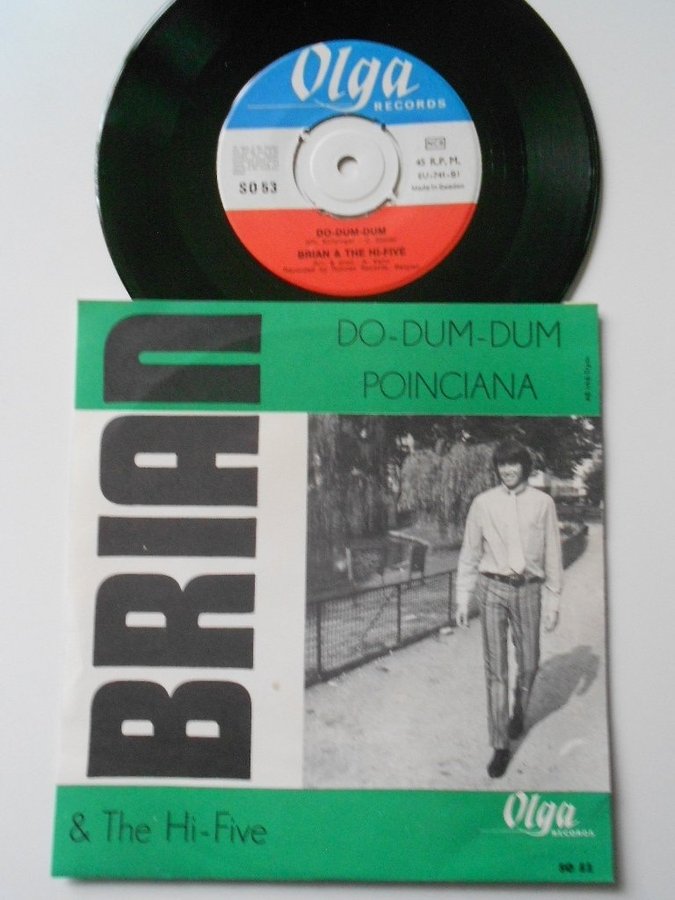 Olga
RECORDS
NCB
45 R.P.M.
SO 53
Made in Sweden
DO-DUM-DUM
BRIAN & THE HI-FIVE
DO-DUM-DUM
POINCIANA
BRIAN
& The Hi-Five
Olga
RECORDS
SO 53